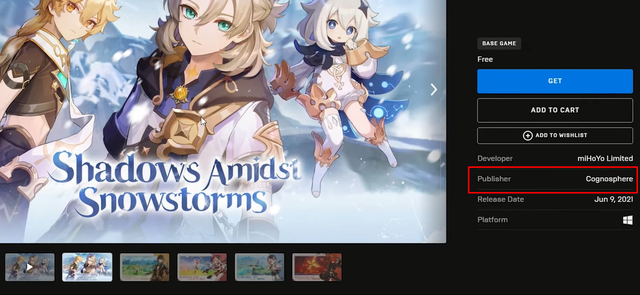 Shadows Amidst
Snowstorms
BASE GAME
Free
GET
ADD TO CART
ADD TO WISHLIST
Developer miHoYo Limited
Publisher Cognosphere
Release Date Jun 9, 2021
Platform